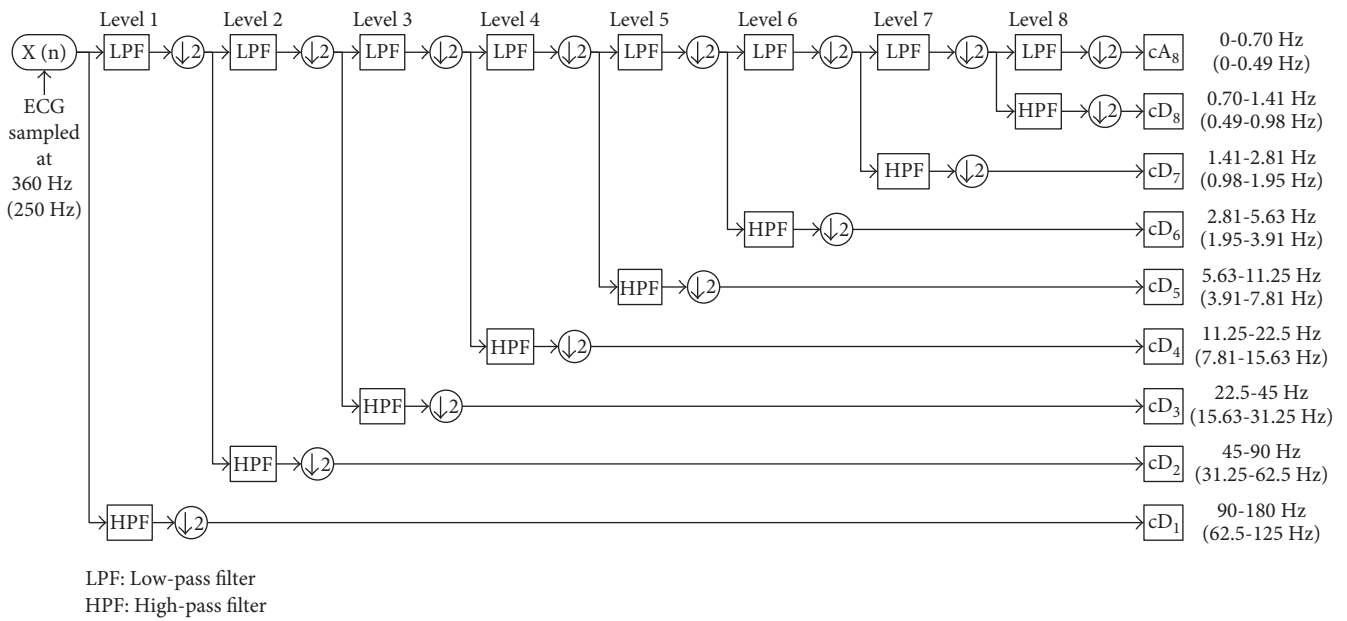 Level 1 Level 2 Level 3 Level 4 Level 5 Level 6 Level 7 Level 8
X (n) LPF ↓2 LPF ↓2 LPF ↓2 LPF ↓2 LPF ↓2 LPF ↓2 LPF ↓2 LPF ↓2 cA8 0-0.70 Hz
(0-0.49 Hz)
ECG
sampled
at
360 Hz
(250 Hz)
HPF ↓2 cD8 0.70-1.41 Hz
(0.49-0.98 Hz)
HPF ↓2 cD7 1.41-2.81 Hz
(0.98-1.95 Hz)
HPF ↓2 cD6 2.81-5.63 Hz
(1.95-3.91 Hz)
HPF ↓2 cD5 5.63-11.25 Hz
(3.91-7.81 Hz)
HPF ↓2 cD4 11.25-22.5 Hz
(7.81-15.63 Hz)
HPF ↓2 cD3 22.5-45 Hz
(15.63-31.25 Hz)
HPF ↓2 cD2 45-90 Hz
(31.25-62.5 Hz)
HPF ↓2 cD1 90-180 Hz
(62.5-125 Hz)
LPF: Low-pass filter
HPF: High-pass filter